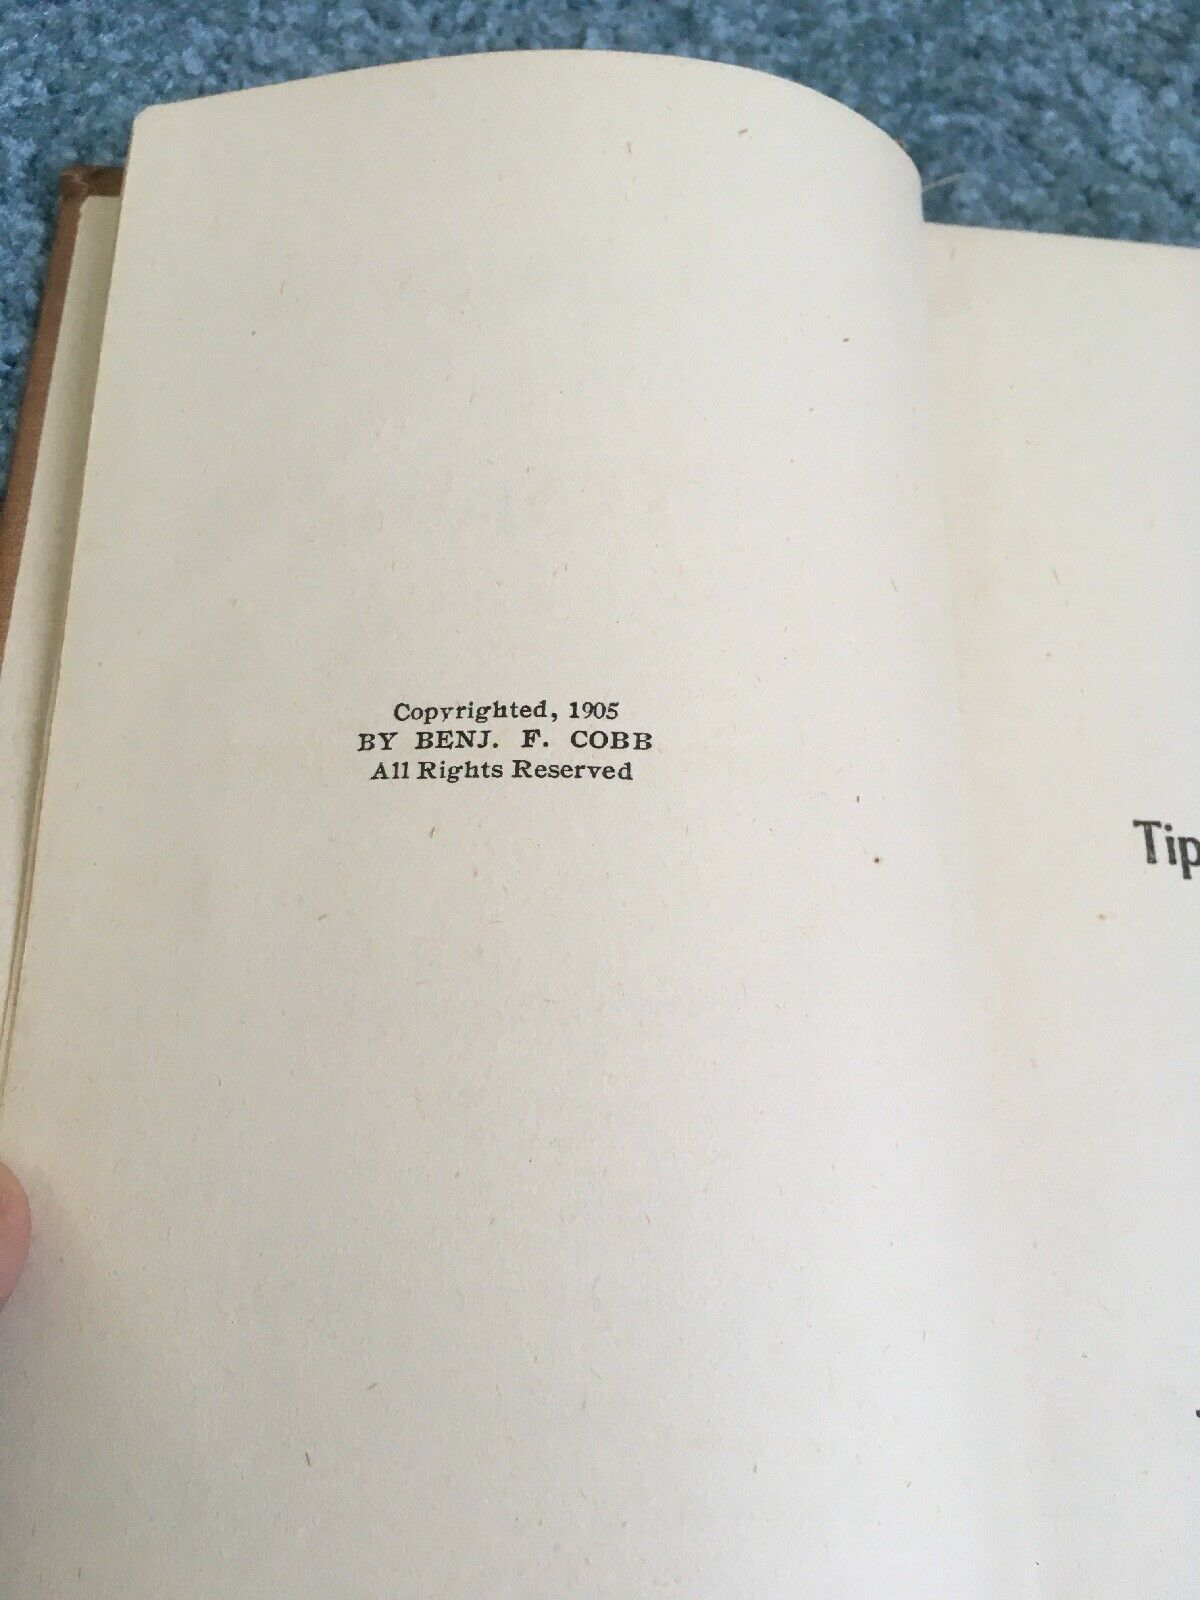 Copyrighted, 1905
BY BENJ. F. COBB
All Rights Reserved
Tip